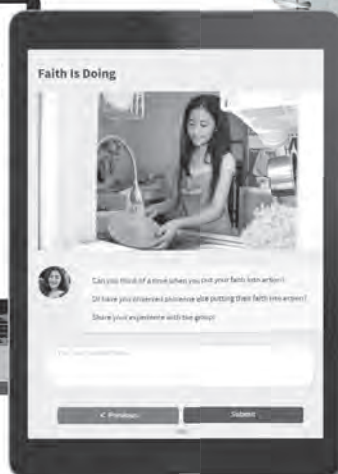 Faith Is Doing
Can you think of a time when you put your faith into action?
Or have you observed someone else putting their faith into action?
Share your experience with the group!
< Previous
Submit